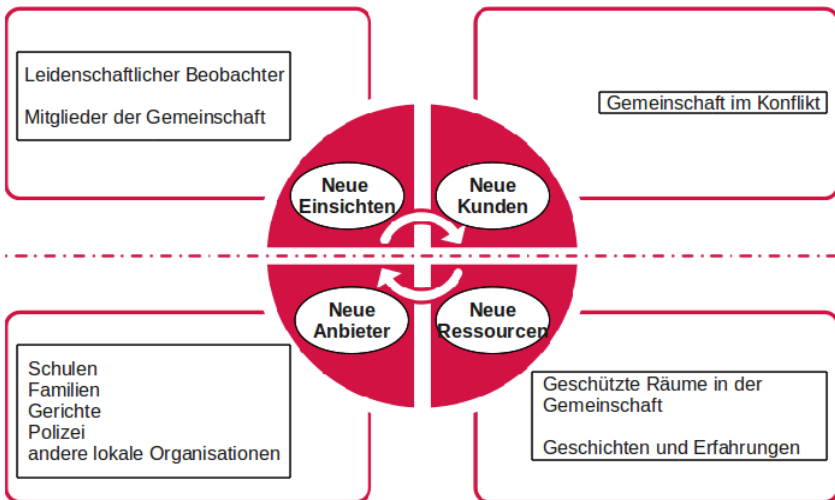 Leidenschaftlicher Beobachter
Mitglieder der Gemeinschaft
Gemeinschaft im Konflikt
Neue
Einsichten
Neue
Kunden
Neue
Anbieter
Neue
Ressourcen
Schulen
Familien
Gerichte
Polizei
andere lokale Organisationen
Geschützte Räume in der
Gemeinschaft
Geschichten und Erfahrungen